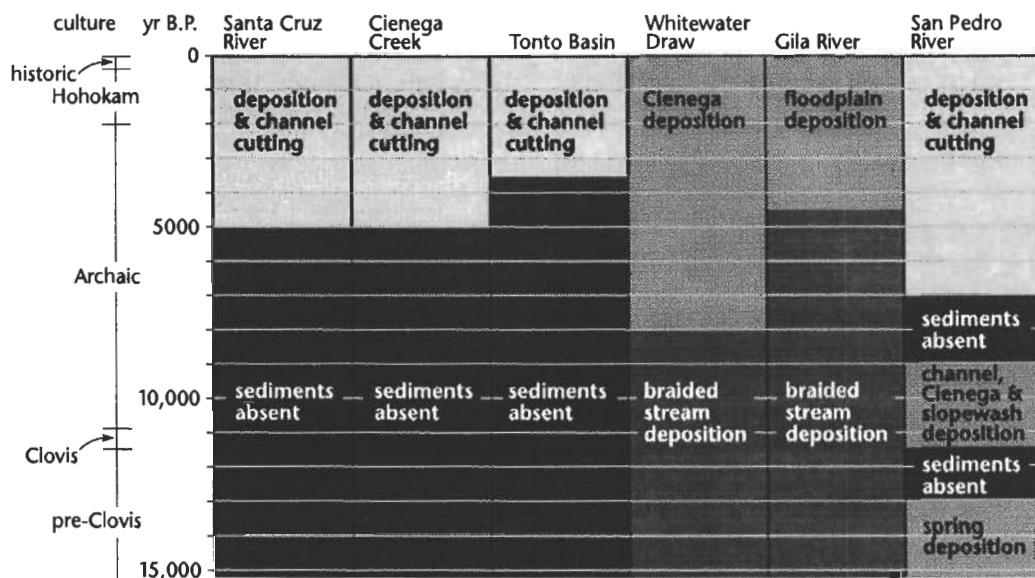 culture
yr B.P.
Santa Cruz
River
Cienega
Creek
Tonto Basin
Whitewater
Draw
Gila River
San Pedro
River
0
historic
Hohokam
deposition
& channel
cutting
deposition
& channel
cutting
deposition
& channel
cutting
Cienega
deposition
floodplain
deposition
deposition
& channel
cutting
5000
Archaic
sediments
absent
10,000
sediments
absent
sediments
absent
sediments
absent
braided
stream
deposition
braided
stream
deposition
channel,
Cienega &
slopewash
deposition
Clovis
sediments
absent
pre-Clovis
spring
deposition
15,000